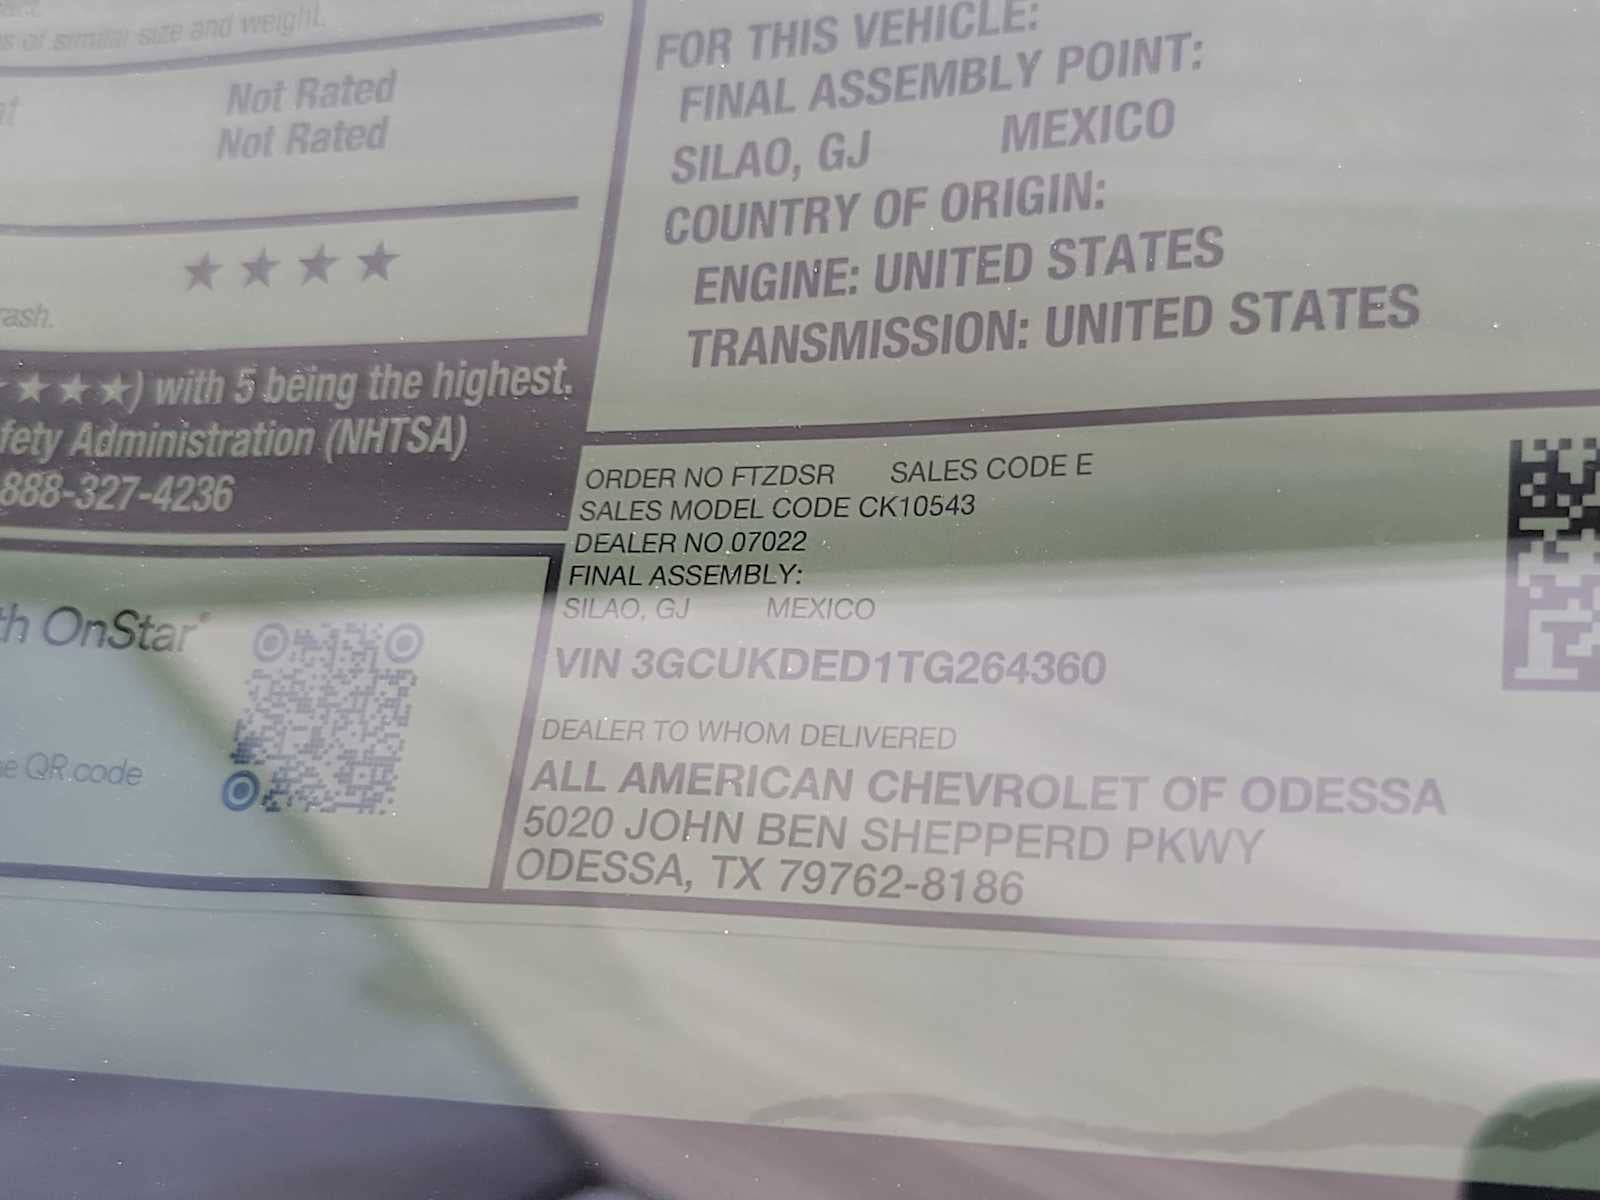 s of similar size and weight.
Not Rated
Not Rated
★ ★ ★ ★
★ ★ ★) with 5 being the highest.
Administration (NHTSA)
888-327-4236
OnStar®
QR code
FOR THIS VEHICLE:
FINAL ASSEMBLY POINT:
SILAO, GJ MEXICO
COUNTRY OF ORIGIN:
ENGINE: UNITED STATES
TRANSMISSION: UNITED STATES
ORDER NO FTZDSR SALES CODE E
SALES MODEL CODE CK10543
DEALER NO 07022
FINAL ASSEMBLY:
SILAO, GJ MEXICO
VIN 3GCUKDED1TG264360
DEALER TO WHOM DELIVERED
ALL AMERICAN CHEVROLET OF ODESSA
5020 JOHN BEN SHEPPERD PKWY
ODESSA, TX 79762-8186